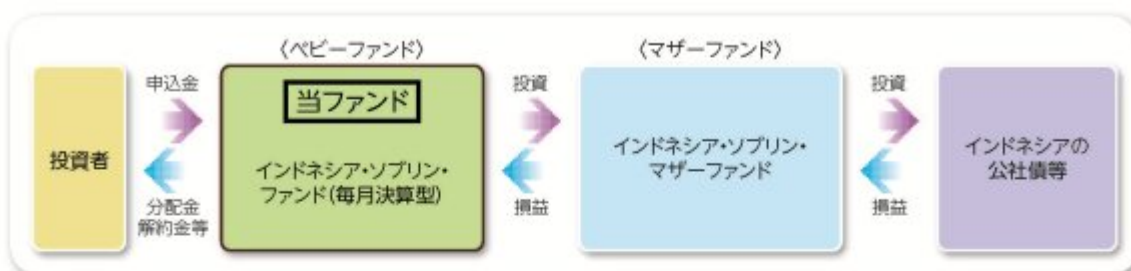 〈ベビーファンド〉
〈マザーファンド〉
投資者
申込金
分配金
解約金等
当ファンド
インドネシア・ソブリン・
ファンド(毎月決算型)
投資
損益
インドネシア・ソブリン・
マザーファンド
投資
損益
インドネシアの
公社債等